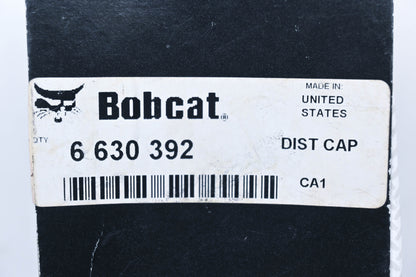 MADE IN:
Bobcat®
UNITED
STATES
QTY
6 630 392
DIST CAP
CA1